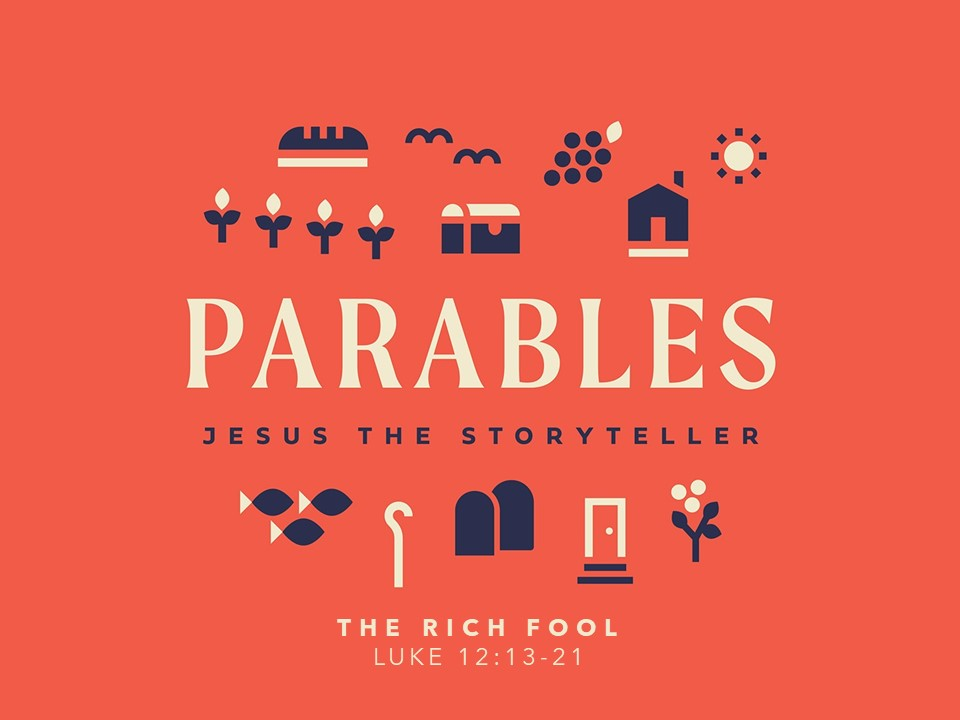 PARABLES
JESUS THE STORYTELLER
THE RICH FOOL
LUKE 12:13-21